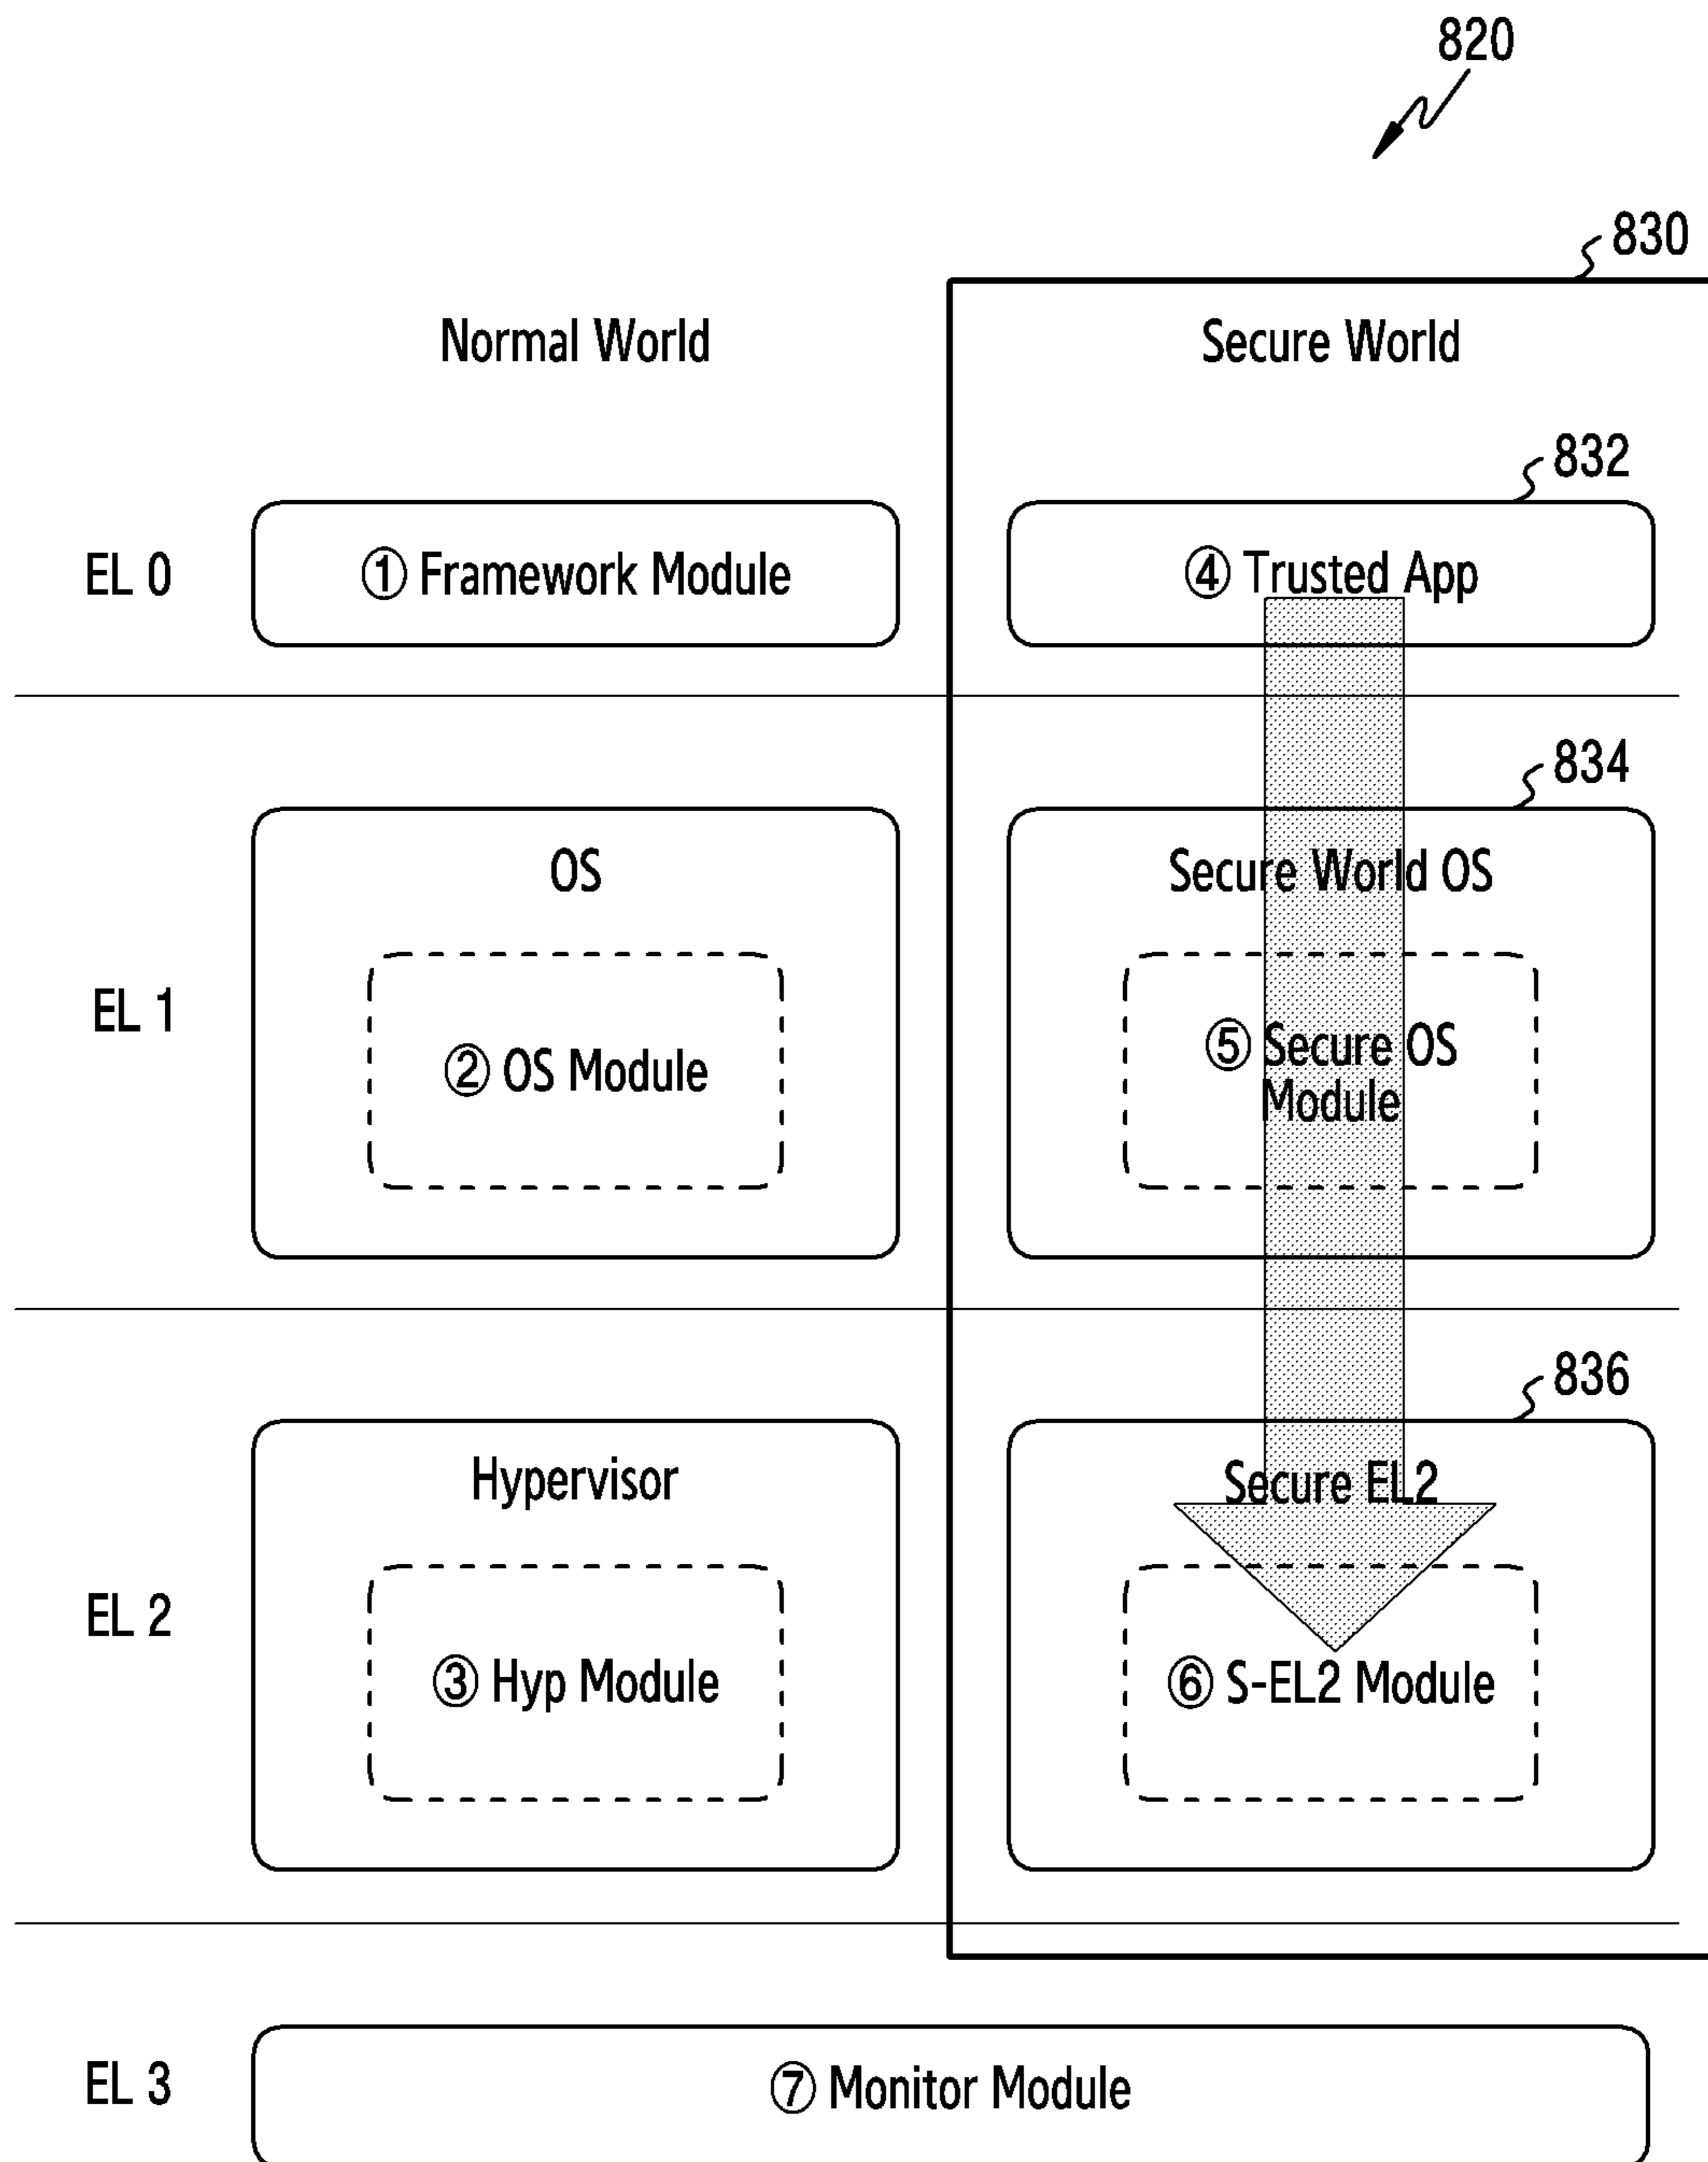 820
830
Normal World
Secure World
832
EL 0
① Framework Module
④ Trusted App
834
OS
Secure World OS
EL 1
② OS Module
⑤ Secure OS
Module
836
Hypervisor
Secure EL2
EL 2
③ Hyp Module
⑥ S-EL2 Module
EL 3
⑦ Monitor Module